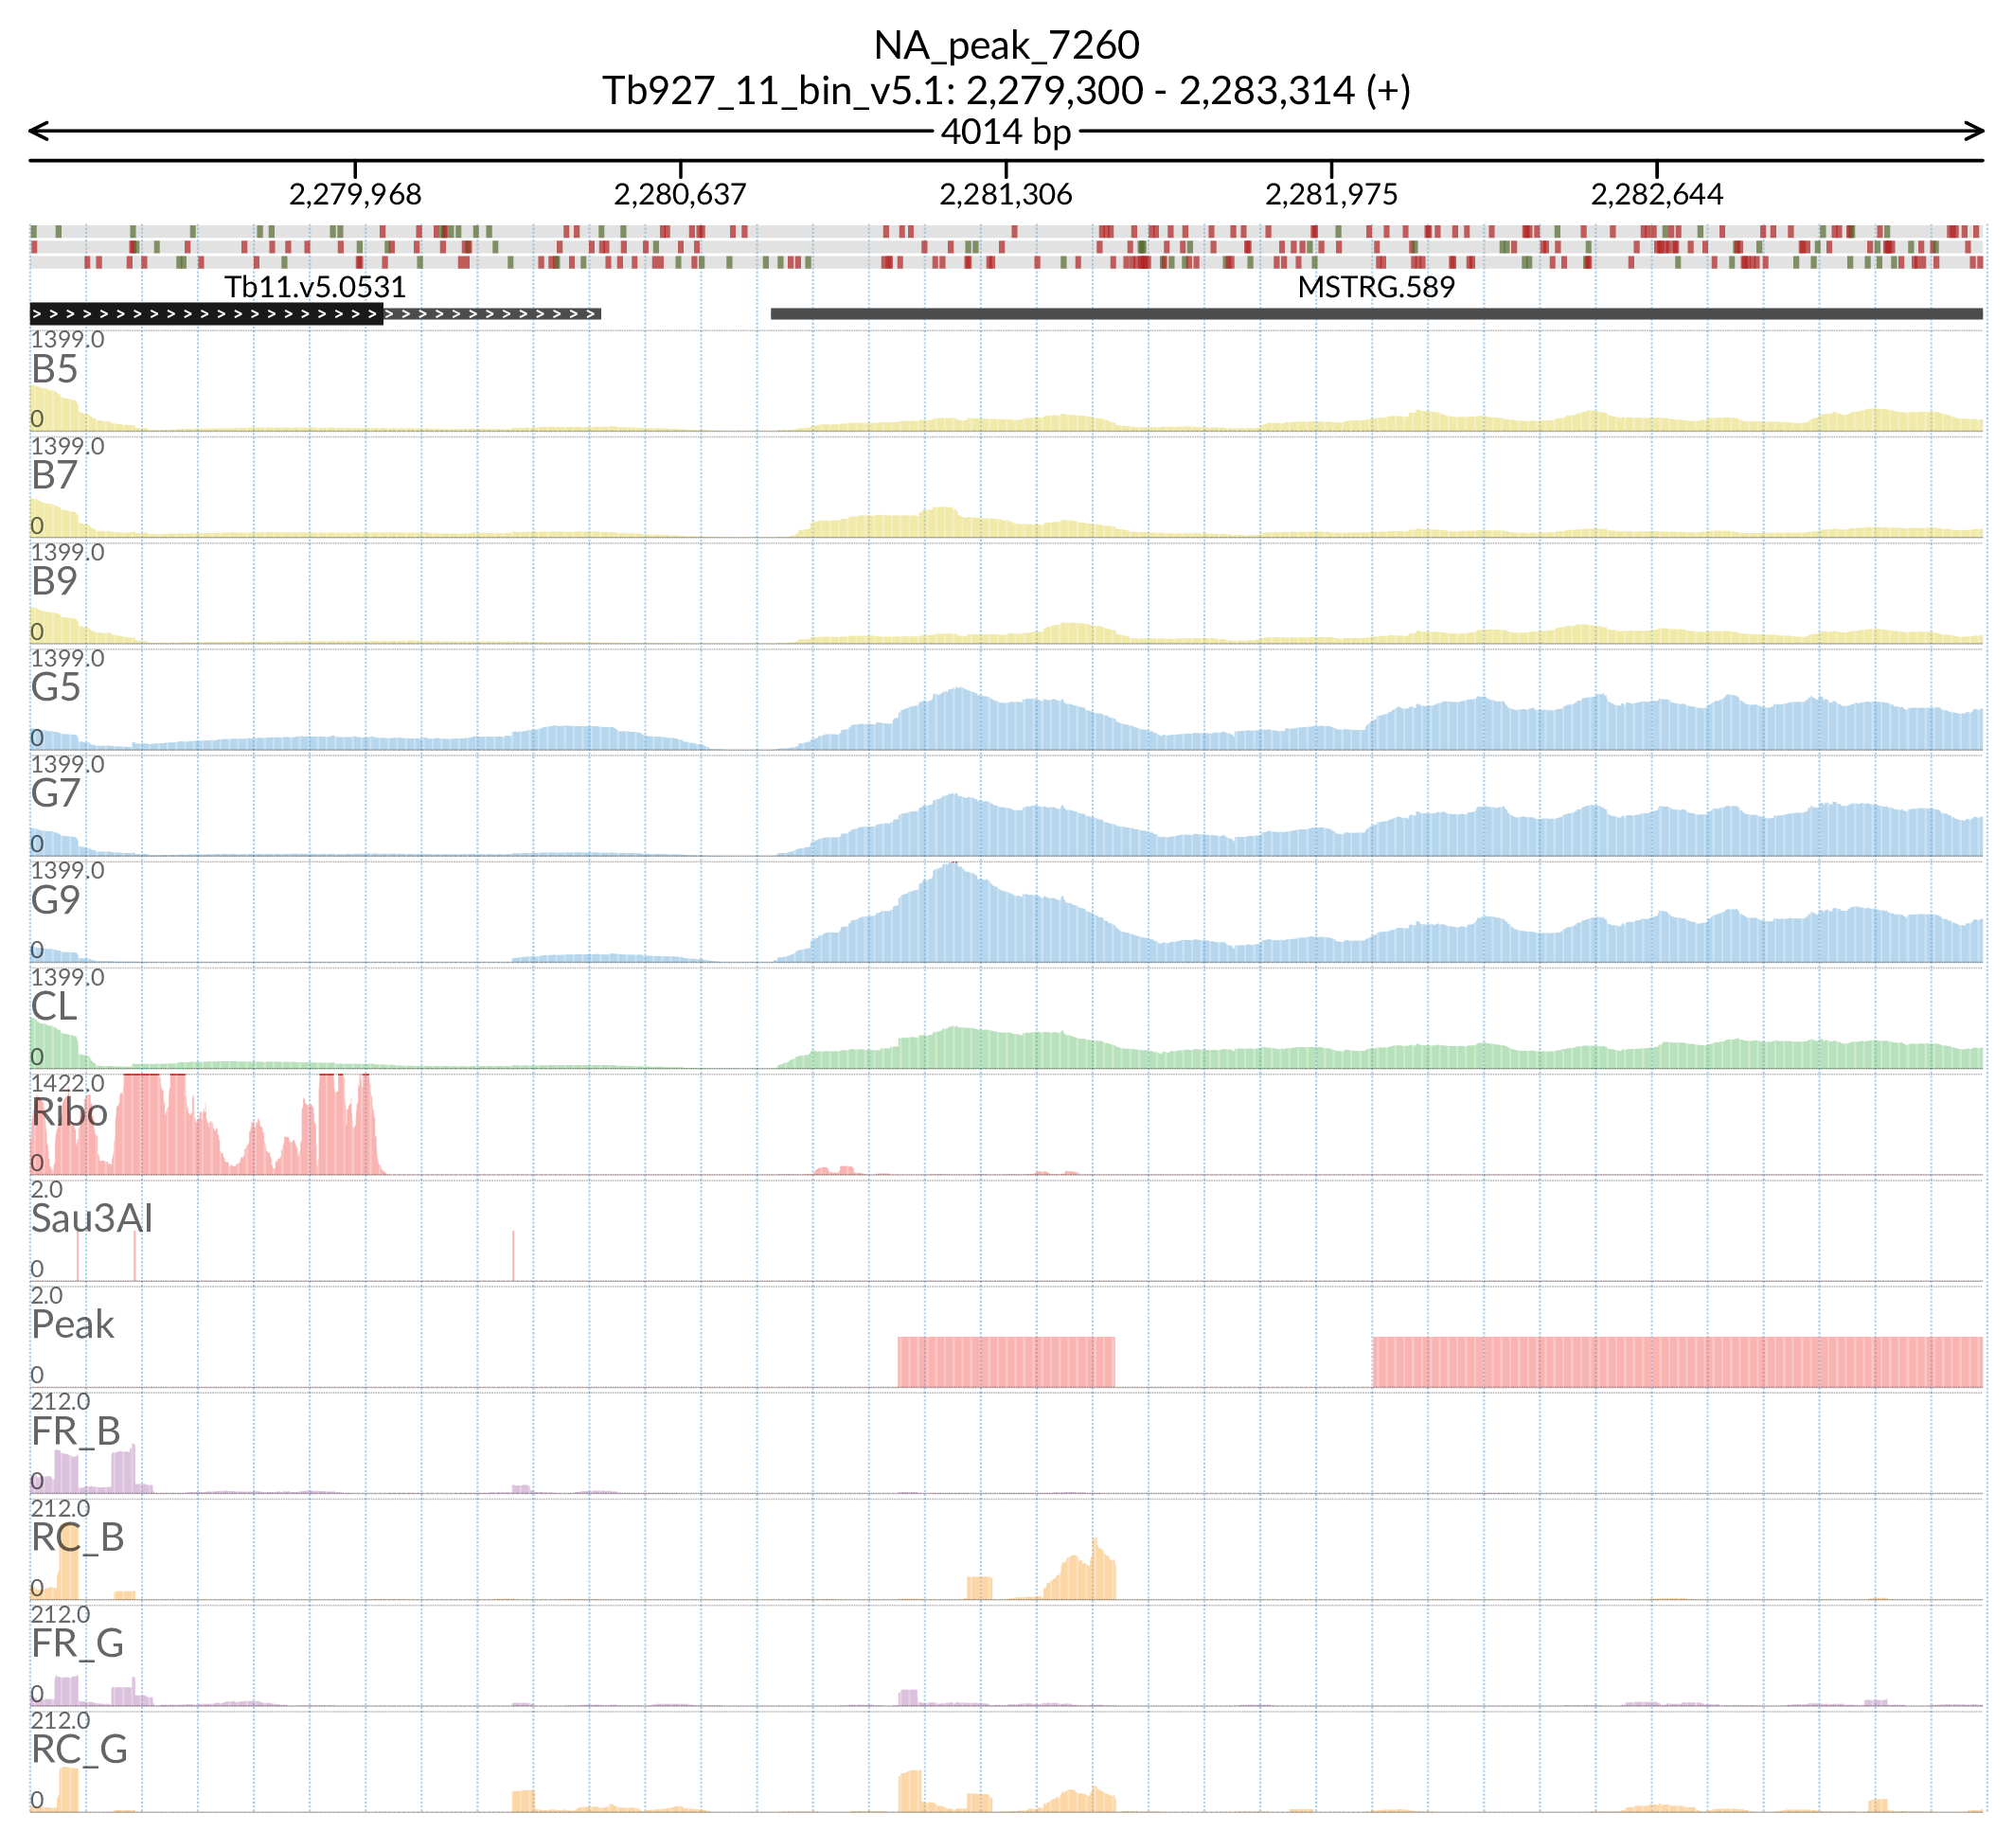 NA_peak_7260
Tb927_11_bin_v5.1: 2,279,300 - 2,283,314 (+)
4014 bp
2,279,968 2,280,637 2,281,306 2,281,975 2,282,644
Tb11.v5.0531 MSTRG.589
1399.0
B5
0
1399.0
B7
0
1399.0
B9
0
1399.0
G5
0
1399.0
G7
0
1399.0
G9
0
1399.0
CL
0
1422.0
Ribo
0
2.0
Sau3AI
0
2.0
Peak
0
212.0
FR_B
0
212.0
RC_B
0
212.0
FR_G
0
212.0
RC_G
0